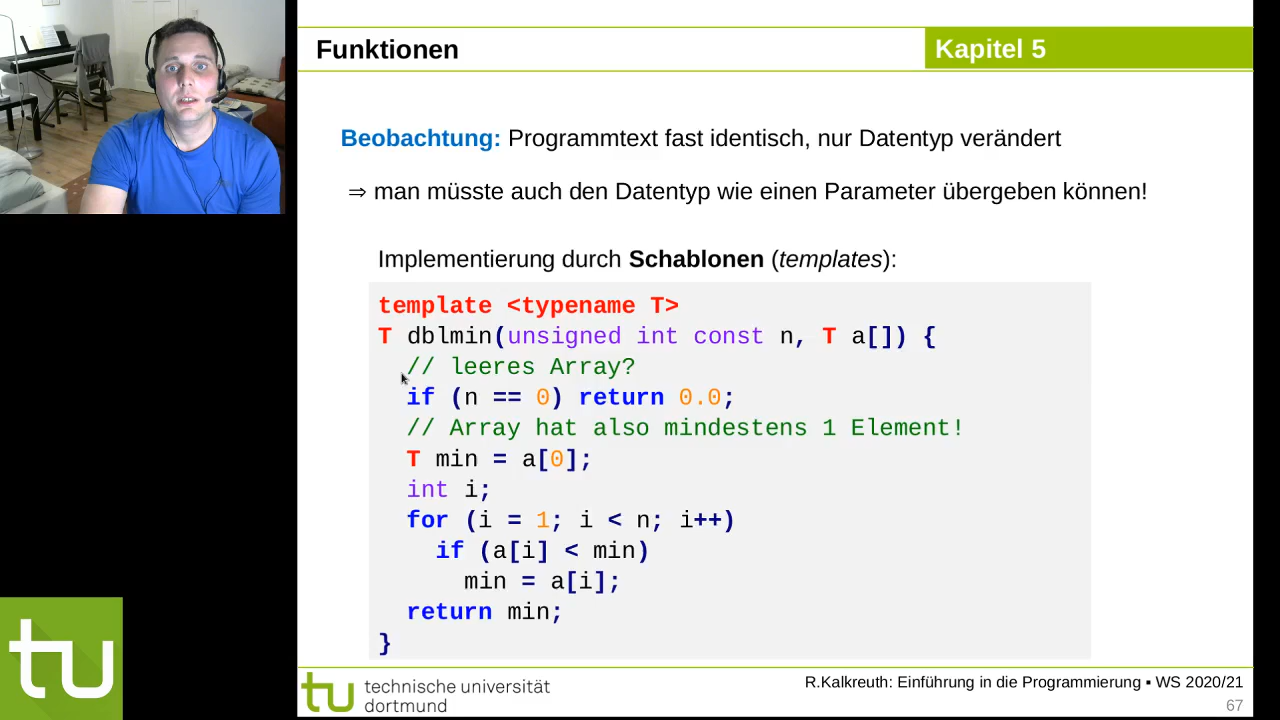 Funktionen
Kapitel 5
Beobachtung: Programmtext fast identisch, nur Datentyp verändert
⇒ man müsste auch den Datentyp wie einen Parameter übergeben können!
Implementierung durch Schablonen (templates):
template <typename T>
T dblmin(unsigned int const n, T a[]) {
  // leeres Array?
  if (n == 0) return 0.0;
  // Array hat also mindestens 1 Element!
  T min = a[0];
  int i;
  for (i = 1; i < n; i++)
    if (a[i] < min)
      min = a[i];
  return min;
}
tu
tu technische universität
dortmund
R.Kalkreuth: Einführung in die Programmierung ▪ WS 2020/21
67